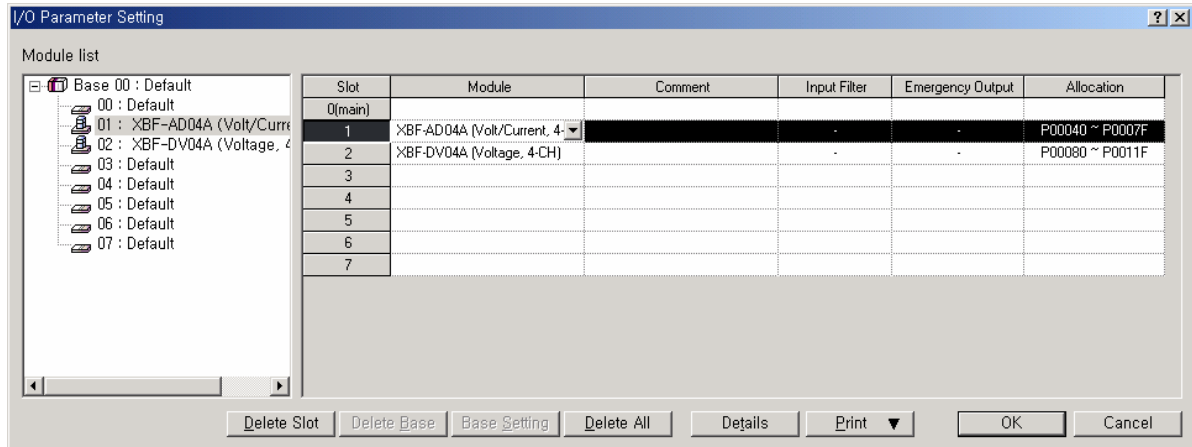 I/O Parameter Setting
Module list
Base 00 : Default
00 : Default
01 : XBF-AD04A (Volt/Curre
02 : XBF-DV04A (Voltage, 4
03 : Default
04 : Default
05 : Default
06 : Default
07 : Default
Slot Module Comment Input Filter Emergency Output Allocation
0(main)
1 XBF-AD04A (Volt/Current, 4- - - P00040 ~ P0007F
2 XBF-DV04A (Voltage, 4-CH) - - P00080 ~ P0011F
3
4
5
6
7
Delete Slot Delete Base Base Setting Delete All Details Print ▼ OK Cancel